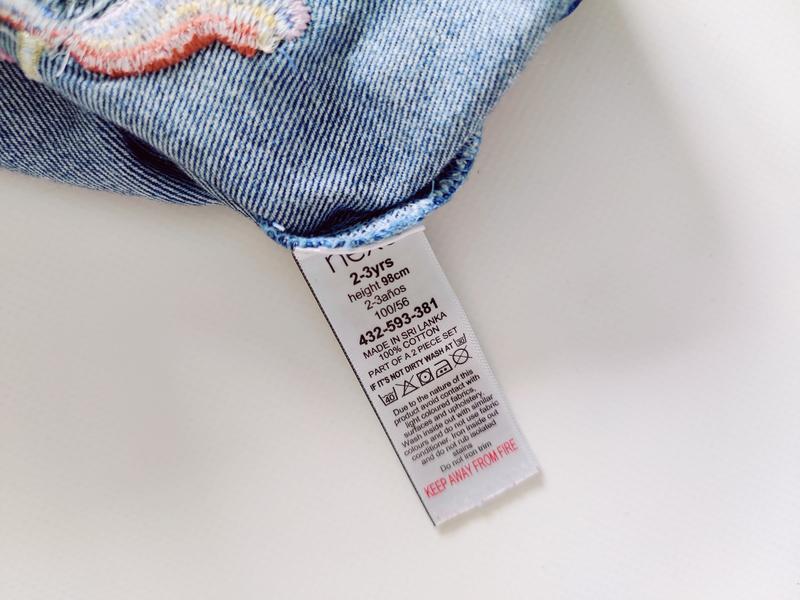 next
2-3yrs
height 98cm
2-3años
100/56
432-593-381
MADE IN SRI LANKA
100% COTTON
PART OF A 2 PIECE SET
IF IT'S NOT DIRTY WASH AT 30
40
Due to the nature of this
product avoid contact with
light coloured fabrics,
surfaces and upholstery.
Wash inside out with similar
colours and do not use fabric
conditioner. Iron inside out
and do not rub isolated
stains
Do not iron trim
KEEP AWAY FROM FIRE